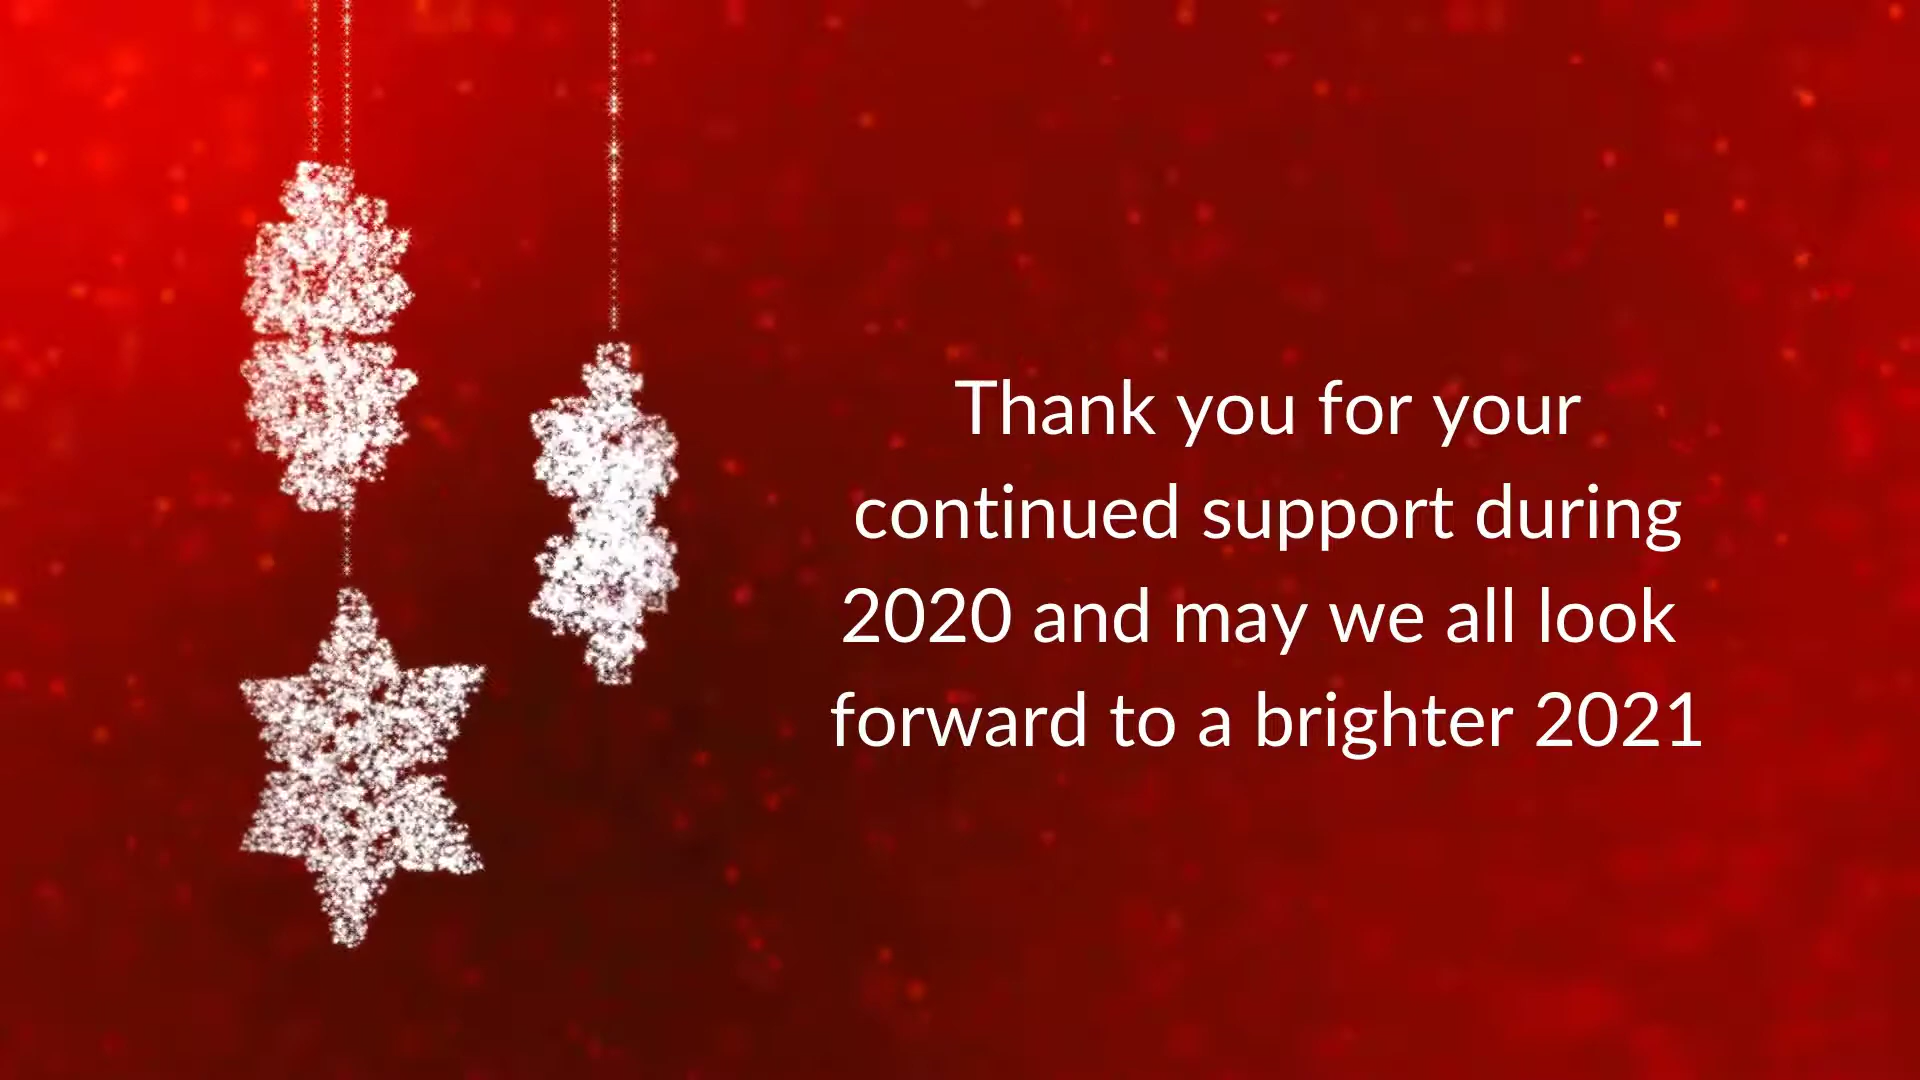 Thank you for your
continued support during
2020 and may we all look
forward to a brighter 2021